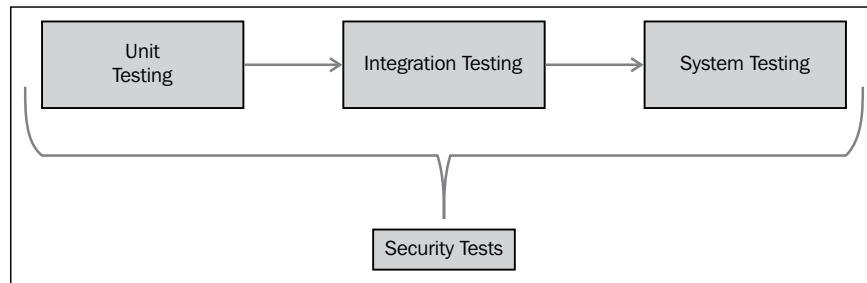 Unit
Testing
Integration Testing
System Testing
Security Tests